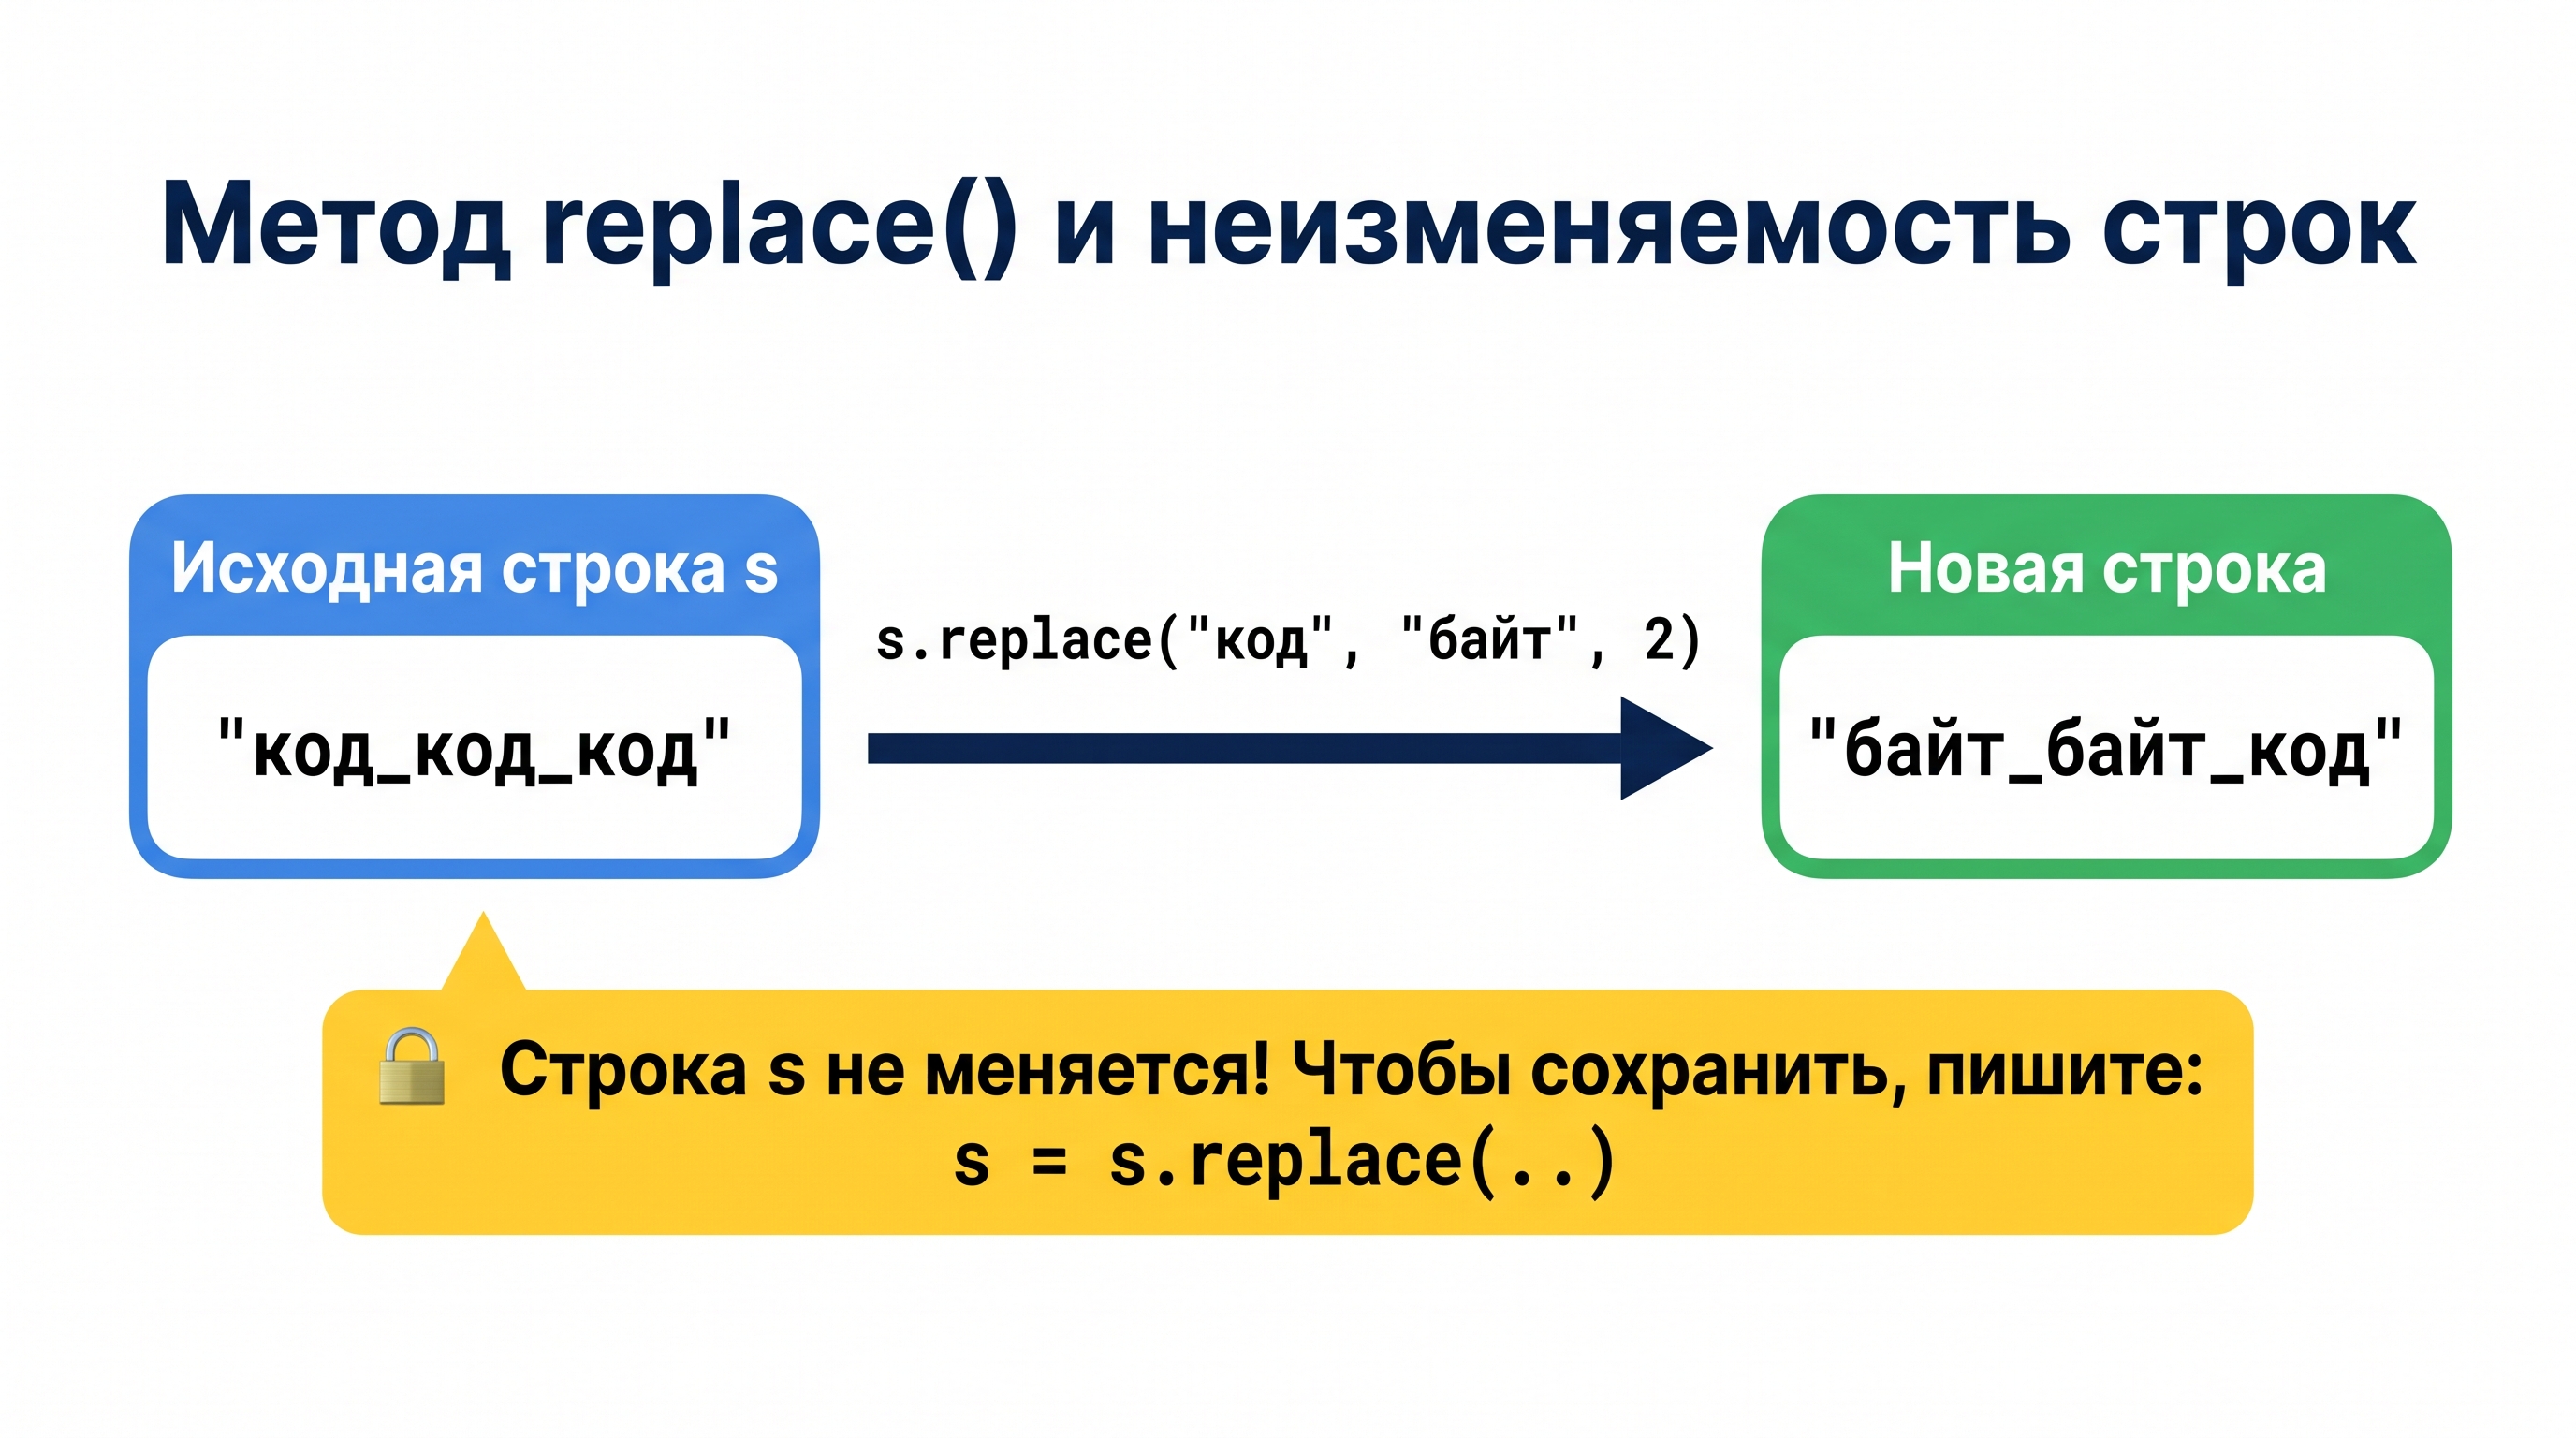 Метод replace() и неизменяемость строк
Исходная строка s
"код_код_код"
s.replace("код", "байт", 2)
Новая строка
"байт_байт_код"
Строка s не меняется! Чтобы сохранить, пишите:
s = s.replace(..)